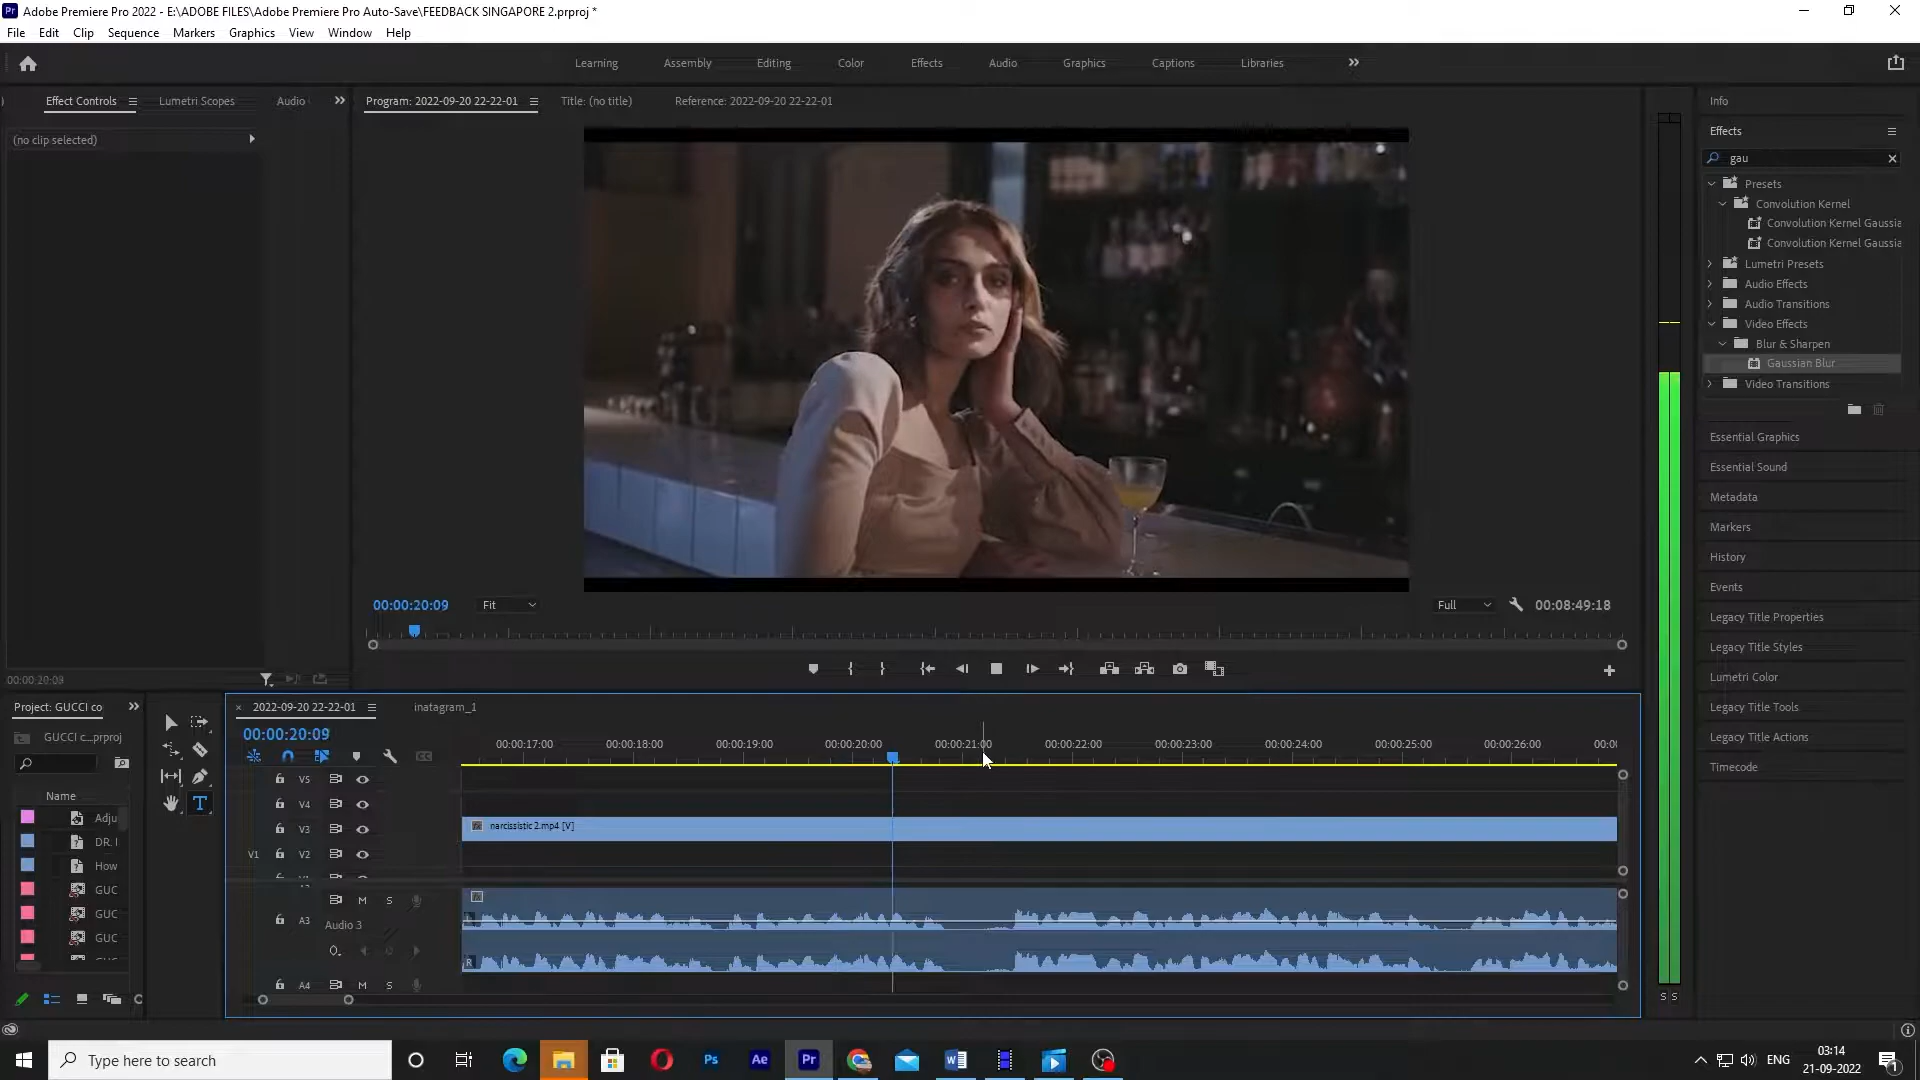 Adobe Premiere Pro 2022 - E:\ADOBE FILES\Adobe Premiere Pro Auto-Save\FEEDBACK SINGAPORE 2.prproj *
File Edit Clip Sequence Markers Graphics View Window Help
Learning Assembly Editing Color Effects Audio Graphics Captions Libraries
Effect Controls Lumetri Scopes Audio
Program: 2022-09-20 22-22-01 Title: (no title) Reference: 2022-09-20 22-22-01
Info
(no clip selected)
Effects
gau
Presets
Convolution Kernel
Convolution Kernel Gaussia
Convolution Kernel Gaussia
Lumetri Presets
Audio Effects
Audio Transitions
Video Effects
Blur & Sharpen
Gaussian Blur
Video Transitions
Essential Graphics
Essential Sound
Metadata
Markers
History
Events
Legacy Title Properties
Legacy Title Styles
Lumetri Color
Legacy Title Tools
Legacy Title Actions
Timecode
00:00:20:09 Fit Full 00:08:49:18
00:00:20:09
Project: GUCCI co
GUCCI c...prproj
Name
Adju
DR. I
How
GUC
GUC
GUC
2022-09-20 22-22-01 inatagram_1
00:00:20:09
00:00:17:00 00:00:18:00 00:00:19:00 00:00:20:00 00:00:21:00 00:00:22:00 00:00:23:00 00:00:24:00 00:00:25:00 00:00:26:00 00:00
V5
V4
V3 narcissistic 2.mp4 [V]
V1 V2
M S
A3 Audio 3
L
R
A4 M S
S S
Type here to search
Ps Ae Pr
ENG
03:14
21-09-2022
1